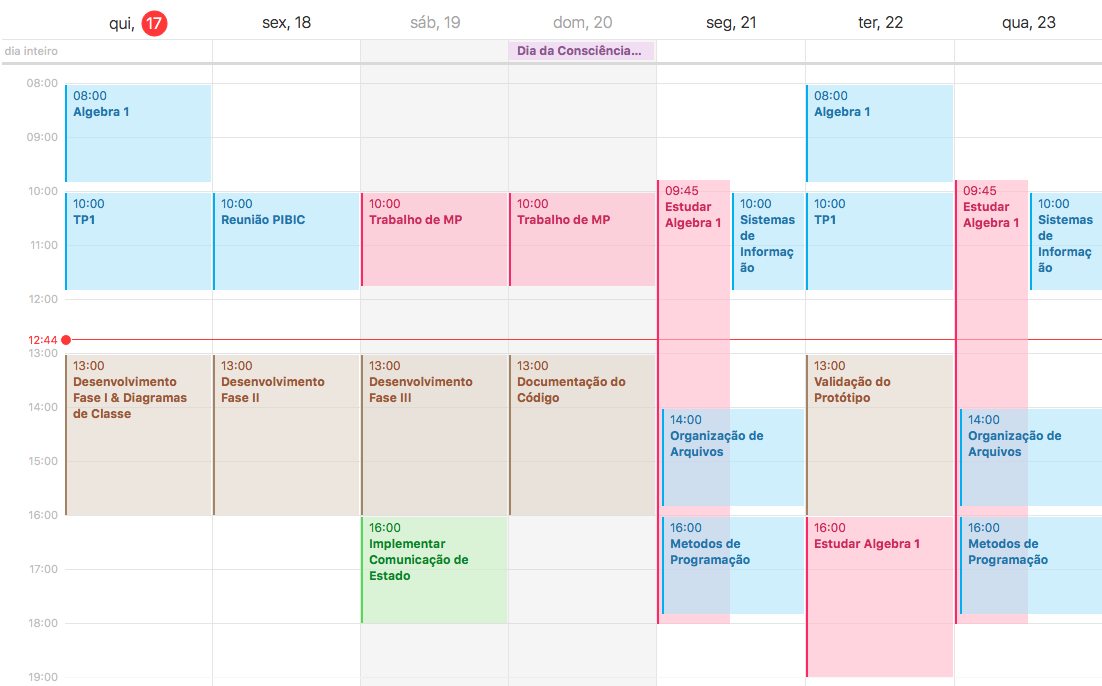 qui, 17
sex, 18
sáb, 19
dom, 20
seg, 21
ter, 22
qua, 23
dia inteiro
Dia da Consciência...
08:00
09:00
10:00
11:00
12:00
12:44
13:00
14:00
15:00
16:00
17:00
18:00
19:00
08:00
Algebra 1
10:00
TP1
13:00
Desenvolvimento
Fase I & Diagramas
de Classe
10:00
Reunião PIBIC
13:00
Desenvolvimento
Fase II
10:00
Trabalho de MP
13:00
Desenvolvimento
Fase III
16:00
Implementar
Comunicação de
Estado
10:00
Trabalho de MP
13:00
Documentação do
Código
09:45
Estudar
Algebra 1
10:00
Sistemas
de
Informaç
ão
14:00
Organização de
Arquivos
16:00
Metodos de
Programação
08:00
Algebra 1
10:00
TP1
13:00
Validação do
Protótipo
16:00
Estudar Algebra 1
09:45
Estudar
Algebra 1
10:00
Sistemas
de
Informaç
ão
14:00
Organização de
Arquivos
16:00
Metodos de
Programação